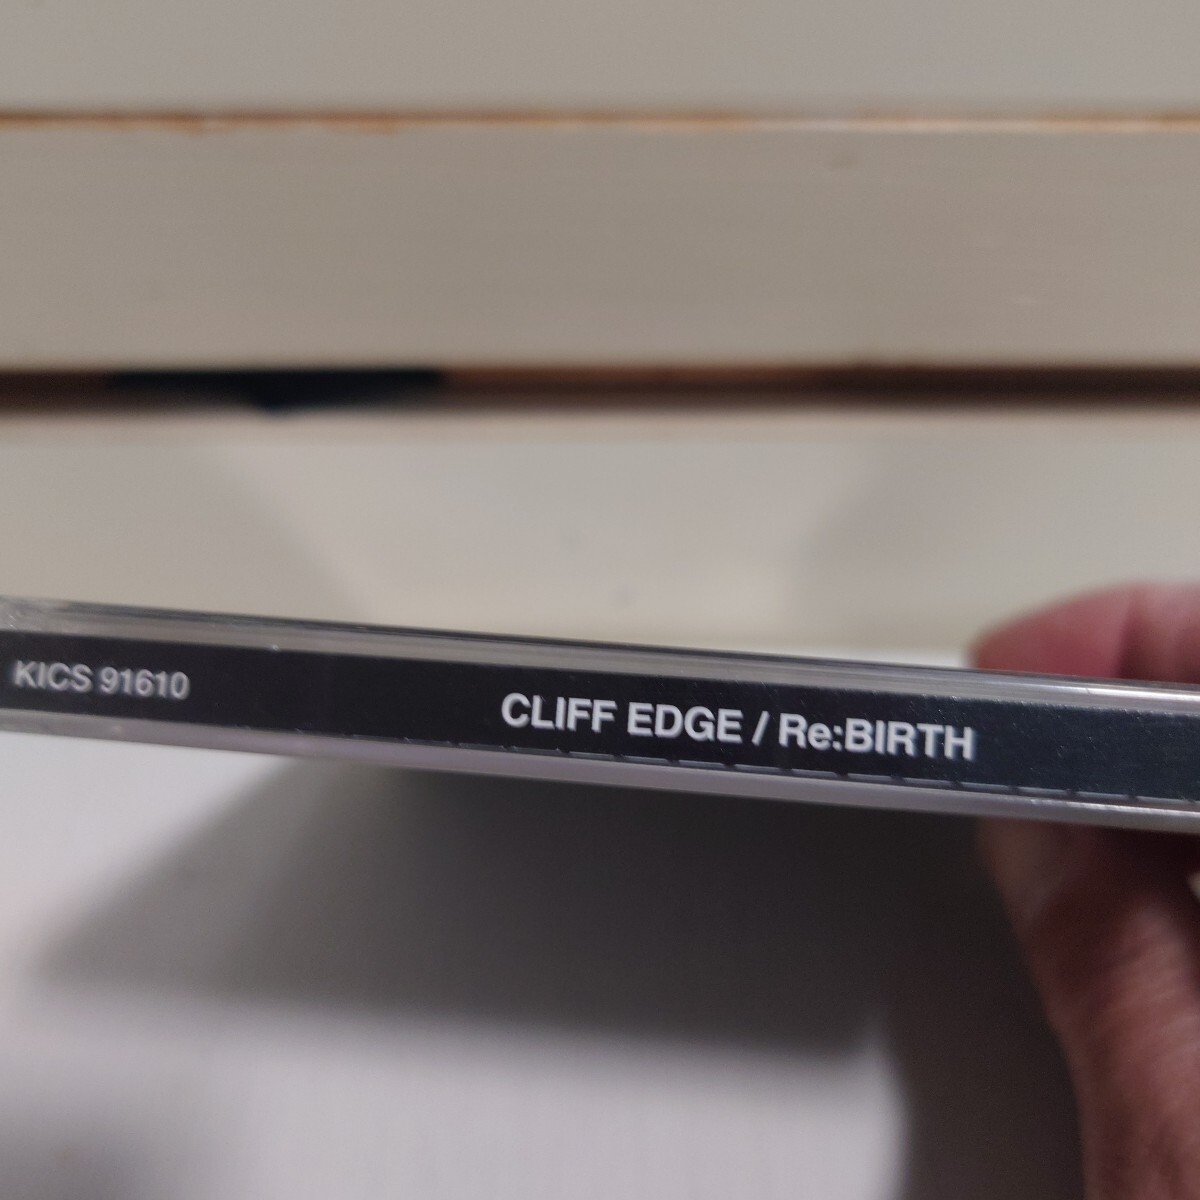 KICS 91610
CLIFF EDGE / Re:BIRTH